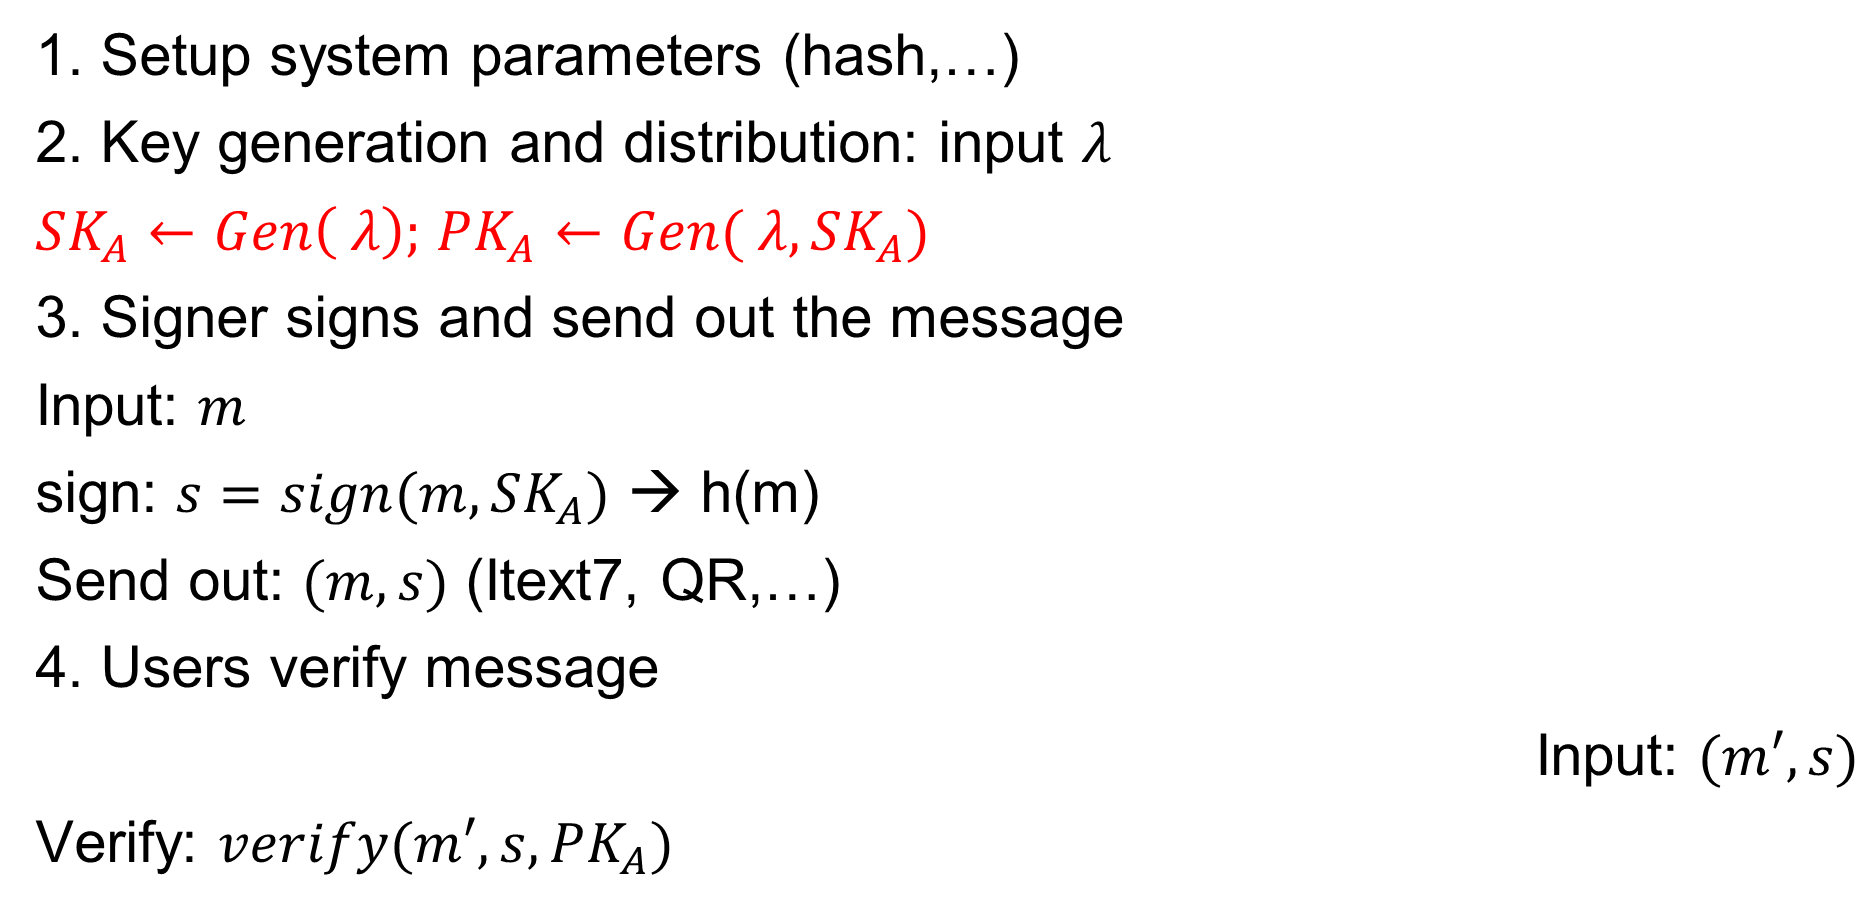 1. Setup system parameters (hash,…)
2. Key generation and distribution: input λ
SK_A ← Gen( λ); PK_A ← Gen( λ, SK_A)
3. Signer signs and send out the message
Input: m
sign: s = sign(m, SK_A) → h(m)
Send out: (m, s) (Itext7, QR,…)
4. Users verify message
Input: (m′, s)
Verify: verify(m′, s, PK_A)